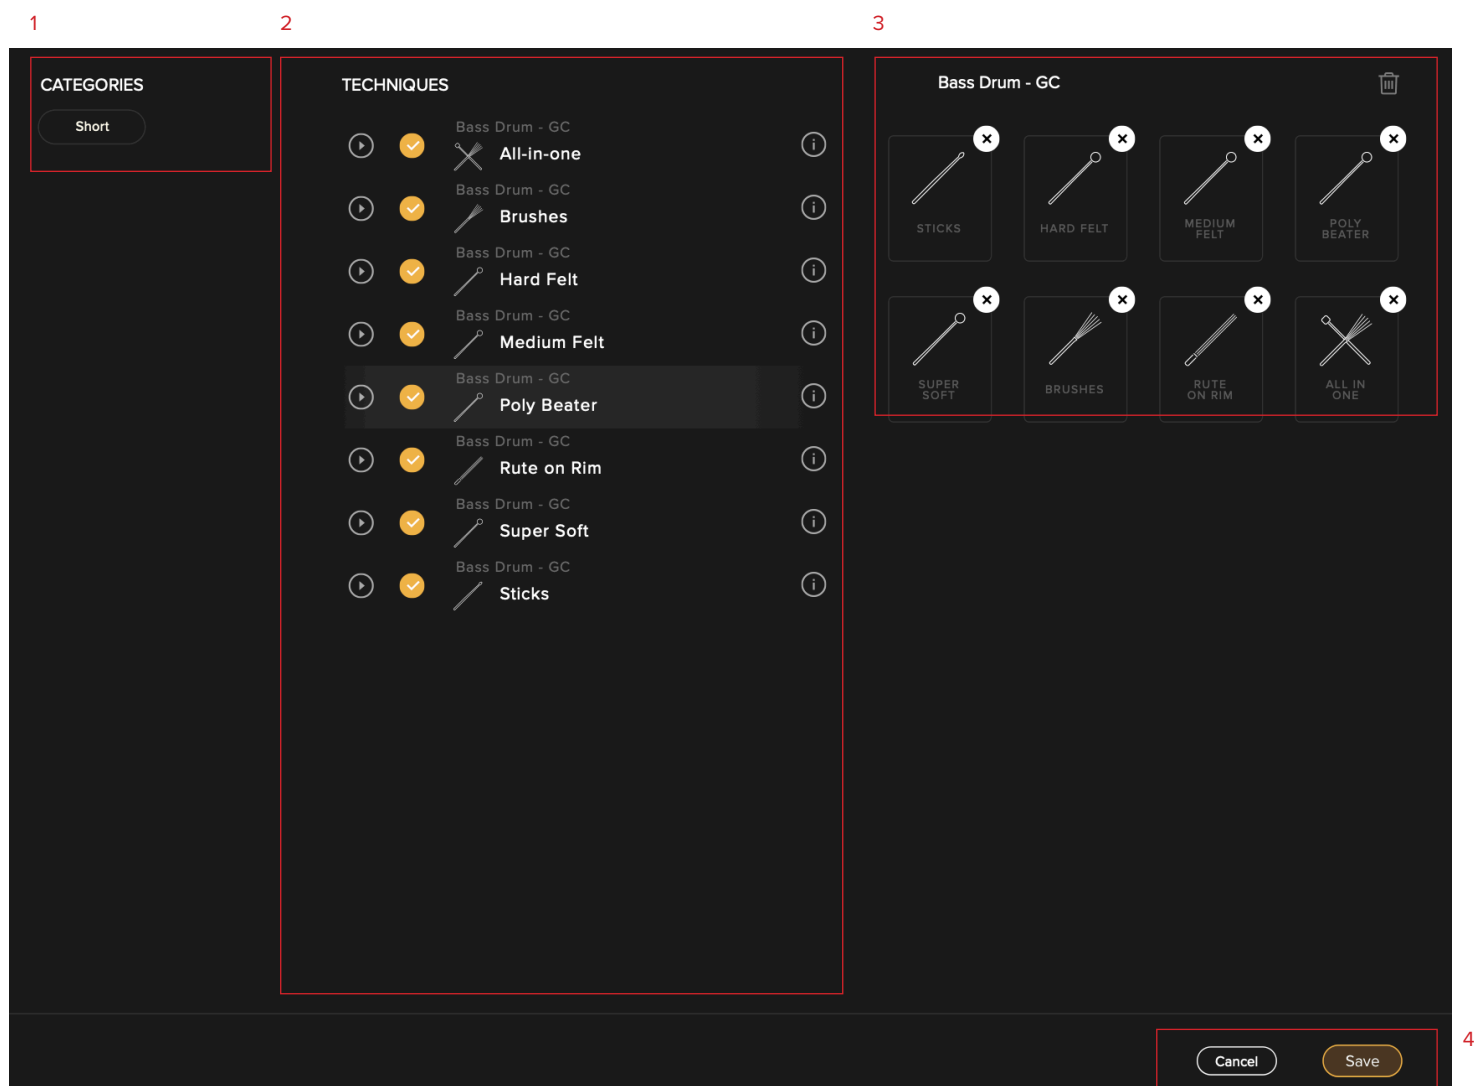 1
2
3
CATEGORIES
Short
TECHNIQUES
Bass Drum - GC
All-in-one
Bass Drum - GC
Brushes
Bass Drum - GC
Hard Felt
Bass Drum - GC
Medium Felt
Bass Drum - GC
Poly Beater
Bass Drum - GC
Rute on Rim
Bass Drum - GC
Super Soft
Bass Drum - GC
Sticks
Bass Drum - GC
STICKS
HARD FELT
MEDIUM
FELT
POLY
BEATER
SUPER
SOFT
BRUSHES
RUTE
ON RIM
ALL IN
ONE
4
Cancel
Save